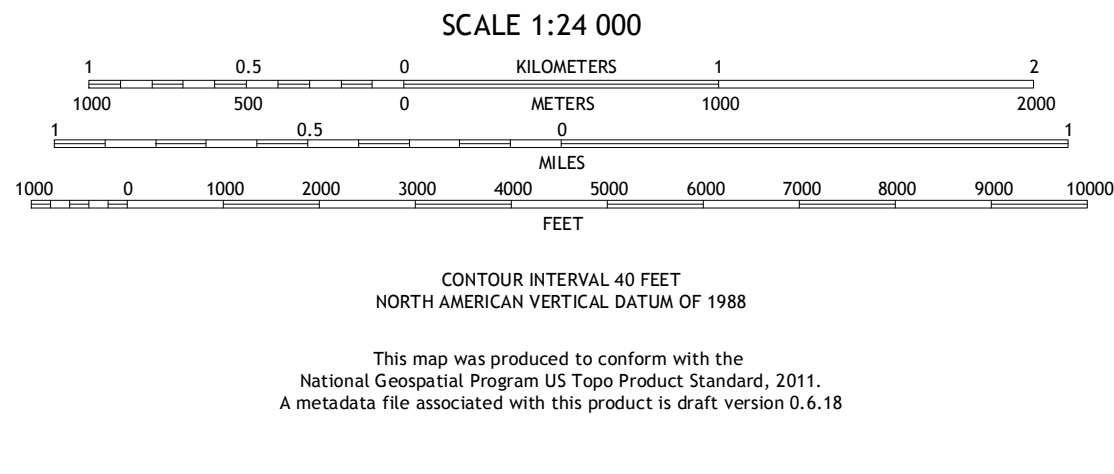 SCALE 1:24 000
1 0.5 0 KILOMETERS 1 2
1000 500 0 METERS 1000 2000
1 0.5 0 1
MILES
1000 0 1000 2000 3000 4000 5000 6000 7000 8000 9000 10000
FEET
CONTOUR INTERVAL 40 FEET
NORTH AMERICAN VERTICAL DATUM OF 1988
This map was produced to conform with the
National Geospatial Program US Topo Product Standard, 2011.
A metadata file associated with this product is draft version 0.6.18